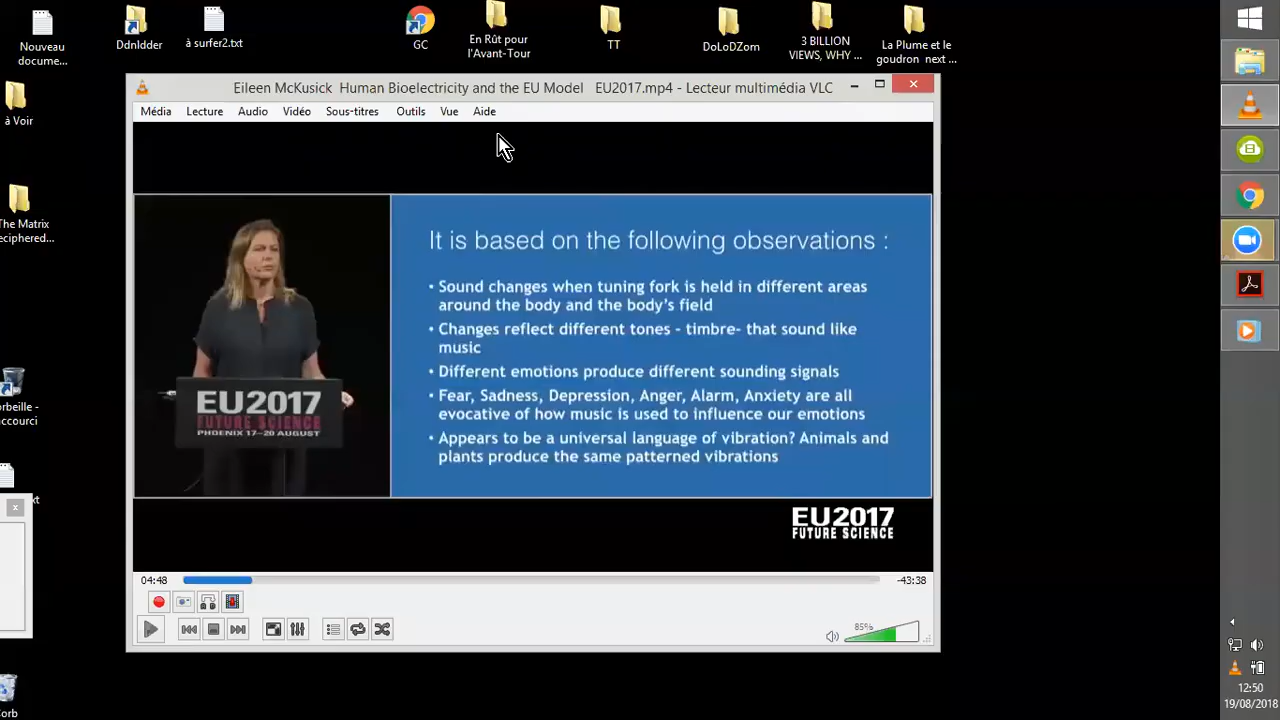 Nouveau
docume...
Ddnldder
à surfer2.txt
GC
En Rût pour
l'Avant-Tour
TT
DoLoDZom
3 BILLION
VIEWS, WHY ...
La Plume et le
goudron next ...
à Voir
The Matrix
eciphered...
orbeille -
accourci
xt
x
Corb
Eileen McKusick Human Bioelectricity and the EU Model EU2017.mp4 - Lecteur multimédia VLC
Média Lecture Audio Vidéo Sous-titres Outils Vue Aide
It is based on the following observations :
• Sound changes when tuning fork is held in different areas
around the body and the body's field
• Changes reflect different tones - timbre- that sound like
music
• Different emotions produce different sounding signals
• Fear, Sadness, Depression, Anger, Alarm, Anxiety are all
evocative of how music is used to influence our emotions
• Appears to be a universal language of vibration? Animals and
plants produce the same patterned vibrations
EU2017
FUTURE SCIENCE
PHOENIX 17-20 AUGUST
EU2017
FUTURE SCIENCE
04:48
-43:38
85%
12:50
19/08/2018